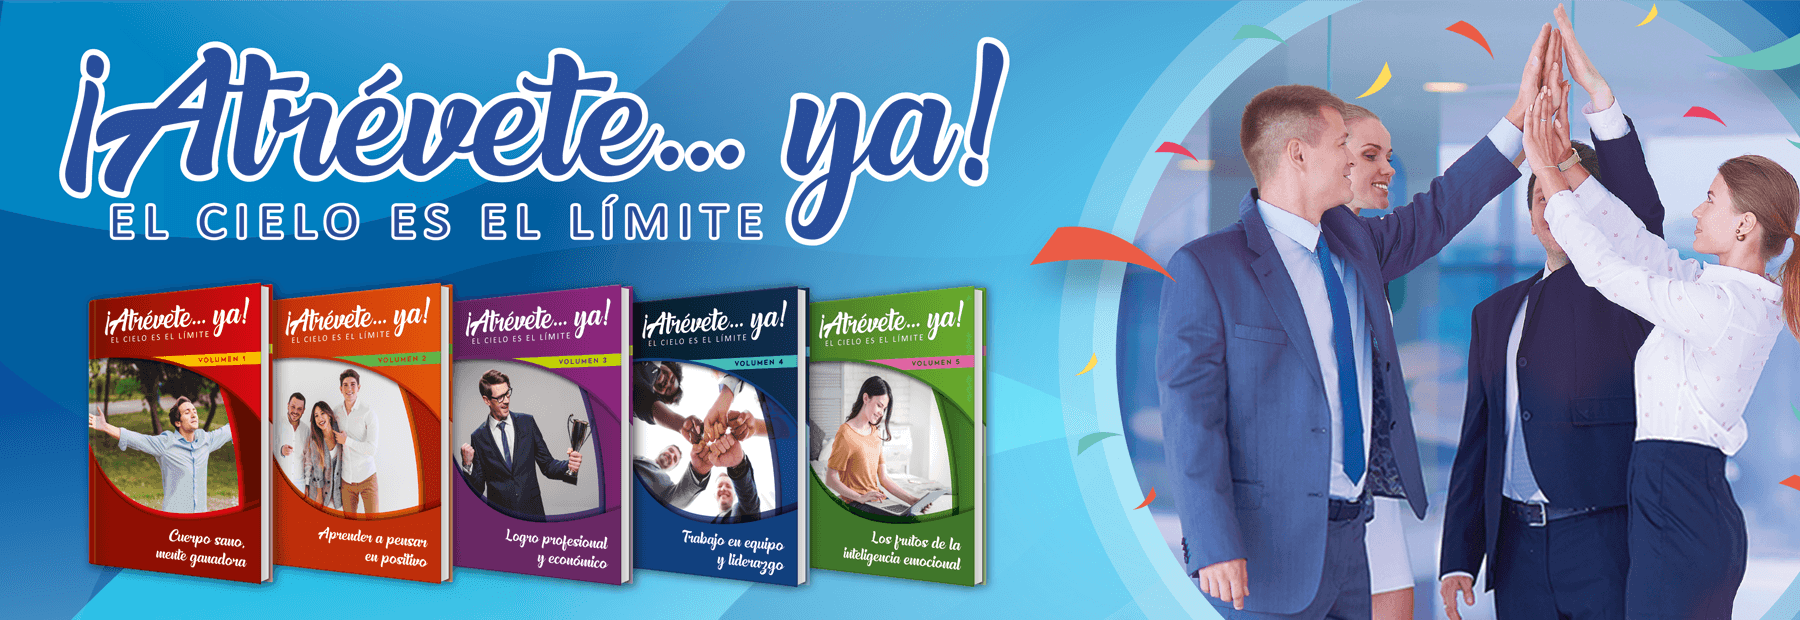 ¡Atrévete... ya!
EL CIELO ES EL LÍMITE
¡Atrévete... ya!
EL CIELO ES EL LÍMITE
VOLUMEN 1
Cuerpo sano,
mente ganadora
¡Atrévete... ya!
EL CIELO ES EL LÍMITE
VOLUMEN 2
Aprender a pensar
en positivo
¡Atrévete... ya!
EL CIELO ES EL LÍMITE
VOLUMEN 3
Logro profesional
y económico
¡Atrévete... ya!
EL CIELO ES EL LÍMITE
VOLUMEN 4
Trabajo en equipo
y liderazgo
¡Atrévete... ya!
EL CIELO ES EL LÍMITE
VOLUMEN 5
Los frutos de la
inteligencia emocional